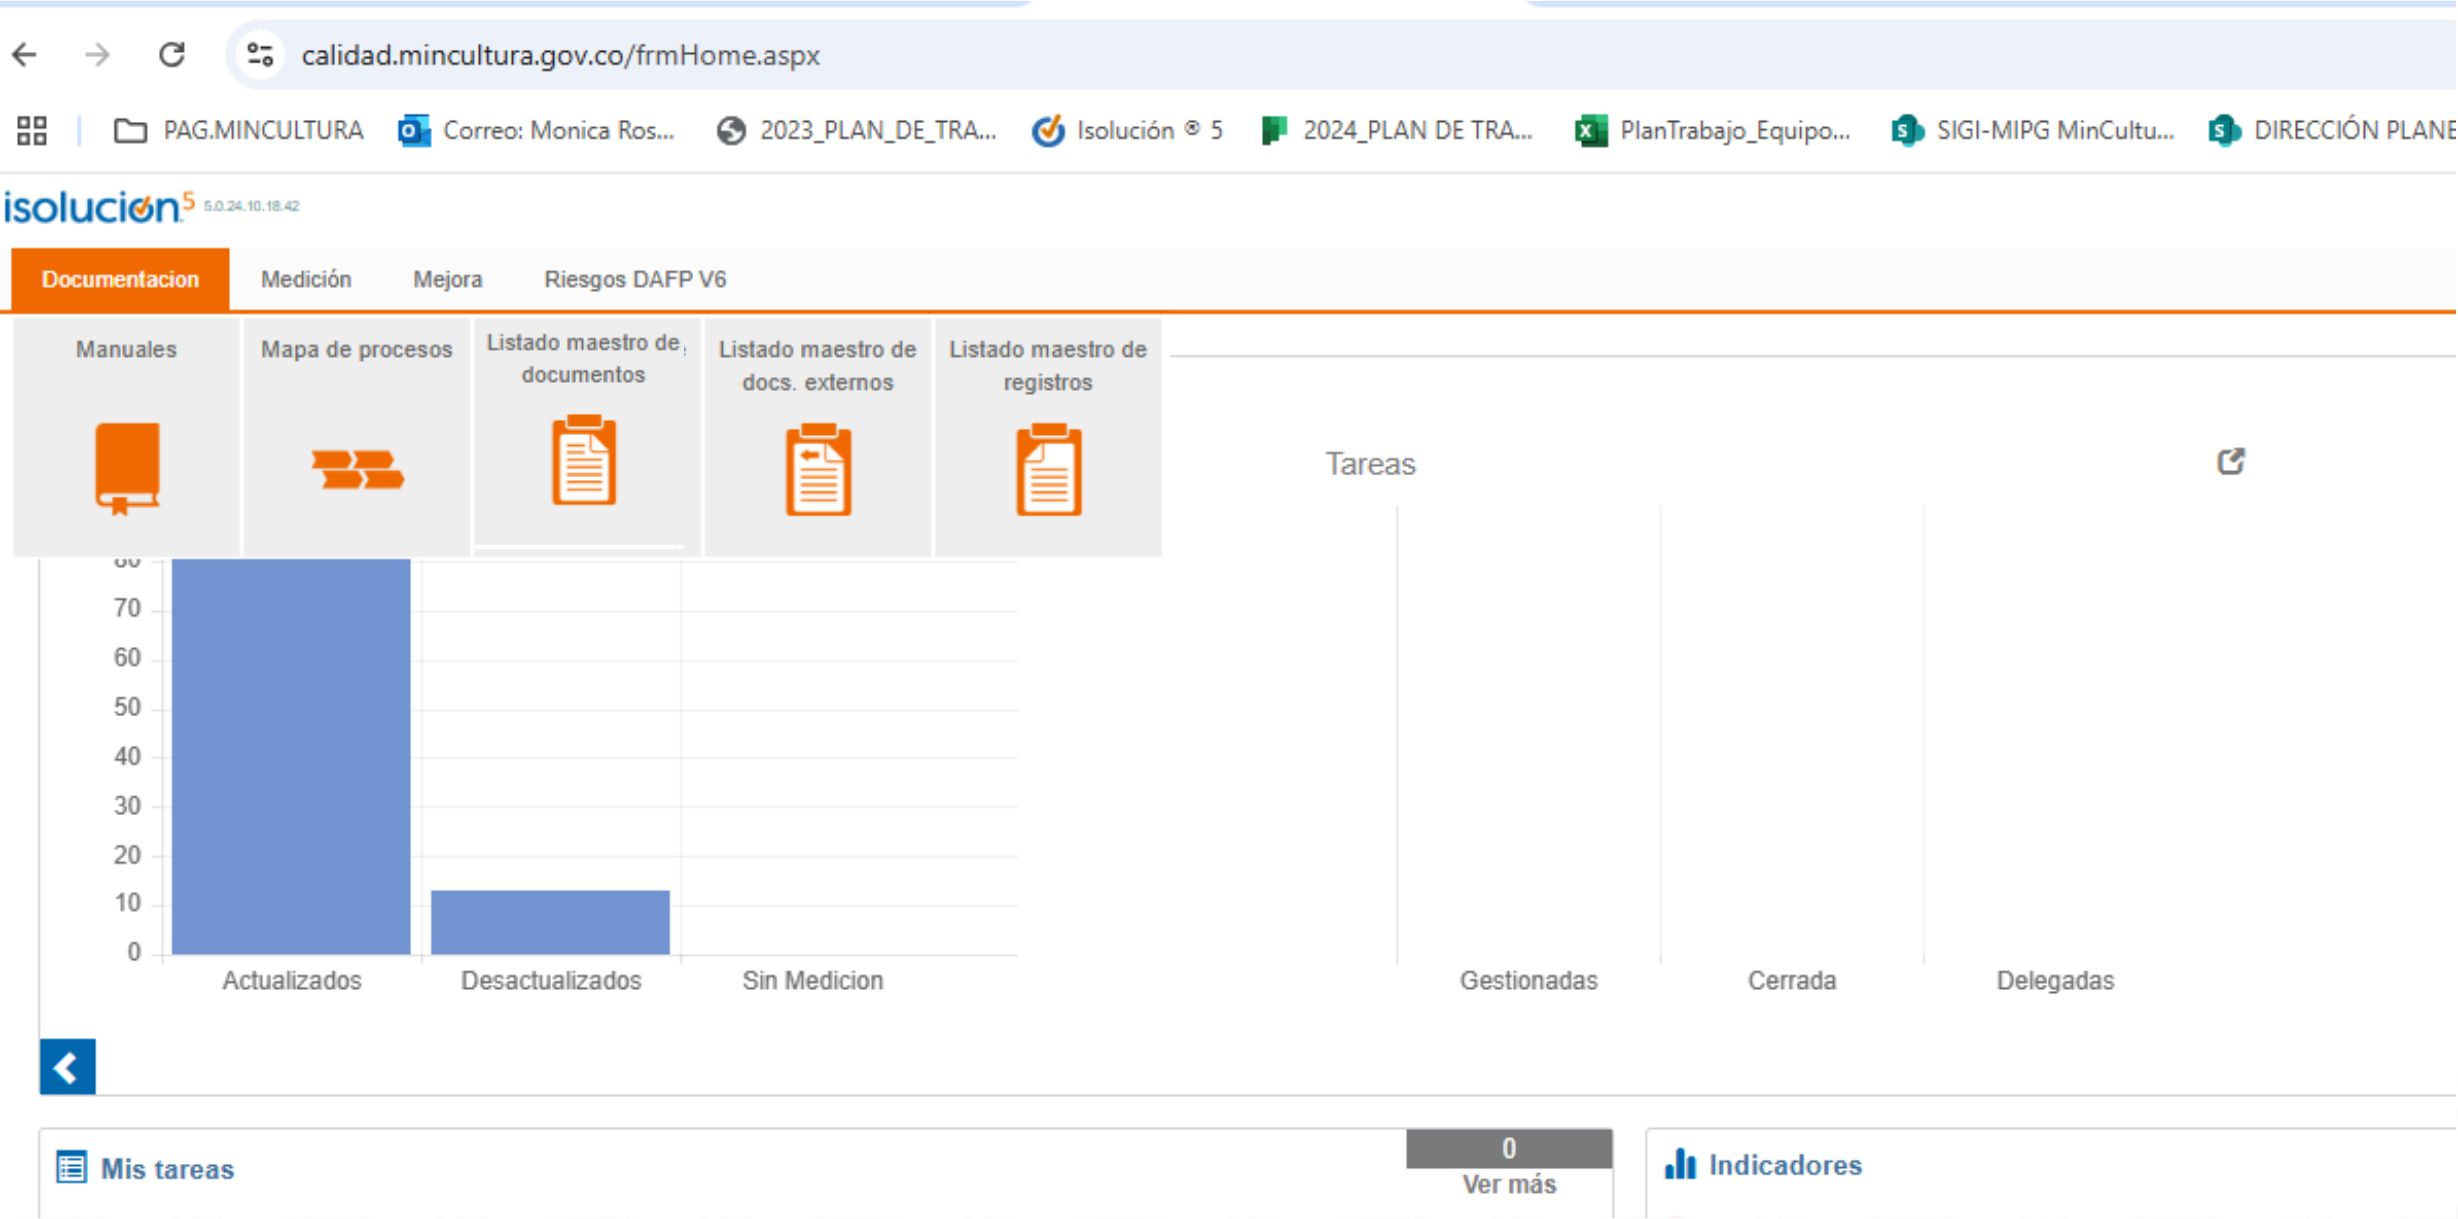 calidad.mincultura.gov.co/frmHome.aspx
PAG.MINCULTURA Correo: Monica Ros... 2023_PLAN_DE_TRA... Isolución ® 5 2024_PLAN DE TRA... PlanTrabajo_Equipo... SIGI-MIPG MinCultu... DIRECCIÓN PLANE
isolución5 5.0.24.10.18.42
Documentacion Medición Mejora Riesgos DAFP V6
Manuales
Mapa de procesos
Listado maestro de
documentos
Listado maestro de
docs. externos
Listado maestro de
registros
Tareas
80
70
60
50
40
30
20
10
0
Actualizados Desactualizados Sin Medicion
Gestionadas Cerrada Delegadas
Mis tareas
0
Ver más
Indicadores